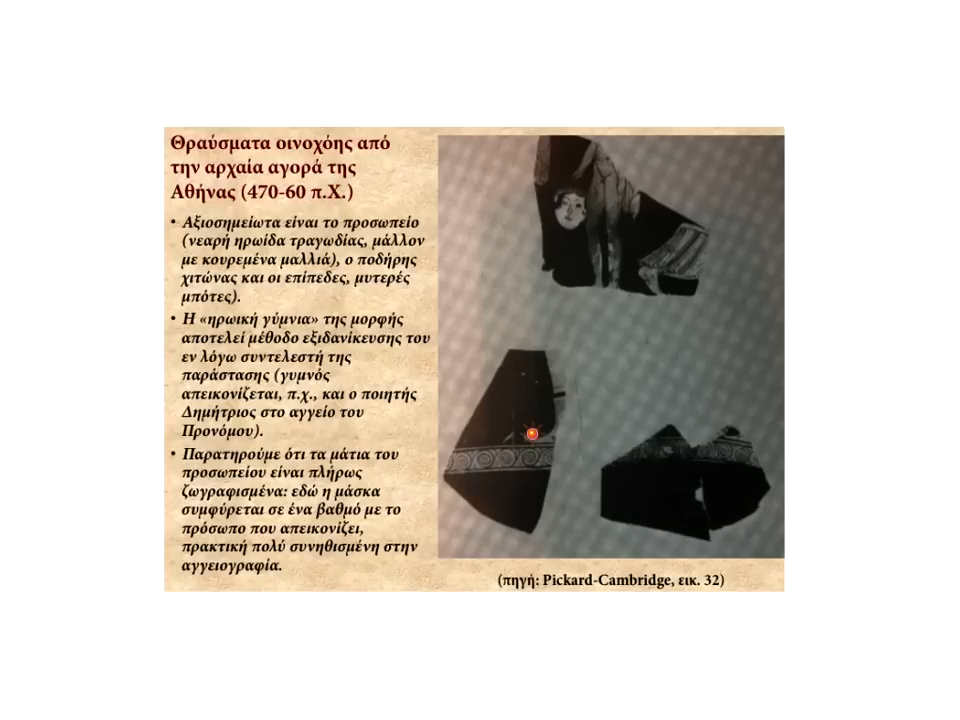 Θραύσματα οινοχόης από
την αρχαία αγορά της
Αθήνας (470-60 π.Χ.)
• Αξιοσημείωτα είναι το προσωπείο
(νεαρή ηρωίδα τραγωδίας, μάλλον
με κουρεμένα μαλλιά), ο ποδήρης
χιτώνας και οι επίπεδες, μυτερές
μπότες).
• Η «ηρωική γύμνια» της μορφής
αποτελεί μέθοδο εξιδανίκευσης του
εν λόγω συντελεστή της
παράστασης (γυμνός
απεικονίζεται, π.χ., και ο ποιητής
Δημήτριος στο αγγείο του
Προνόμου).
• Παρατηρούμε ότι τα μάτια του
προσωπείου είναι πλήρως
ζωγραφισμένα: εδώ η μάσκα
συμφύρεται σε ένα βαθμό με το
πρόσωπο που απεικονίζει,
πρακτική πολύ συνηθισμένη στην
αγγειογραφία.
(πηγή: Pickard-Cambridge, εικ. 32)